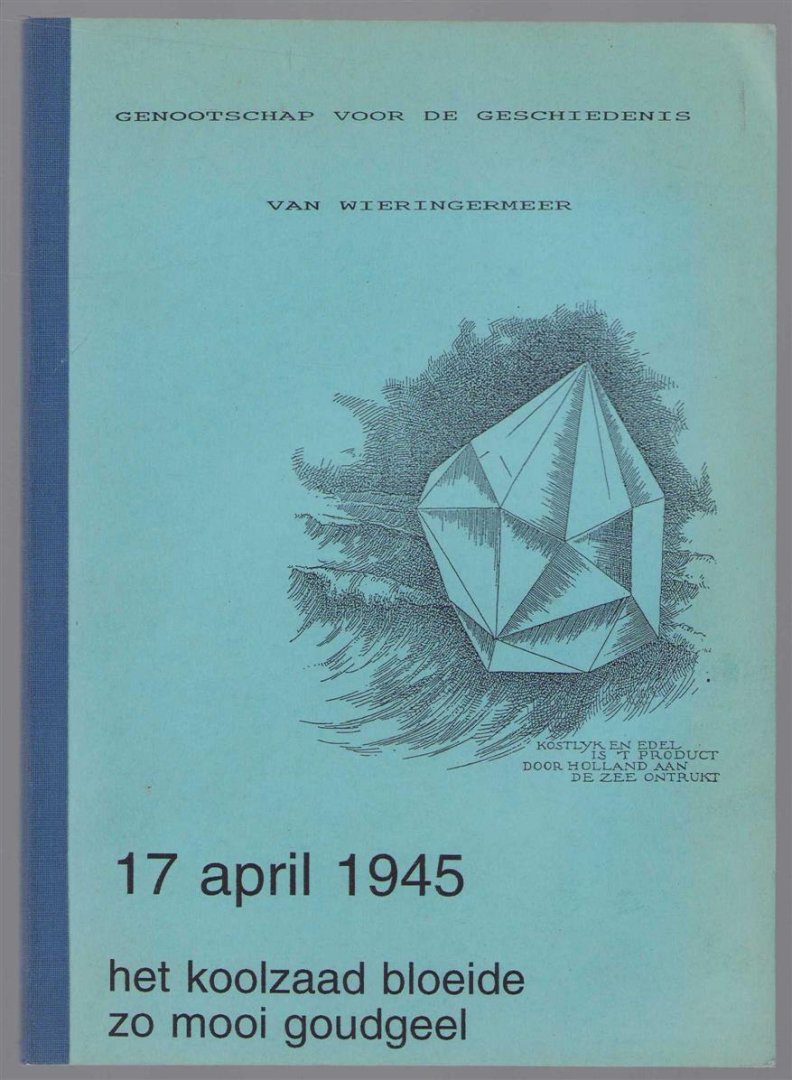 GENOOTSCHAP VOOR DE GESCHIEDENIS
VAN WIERINGERMEER
KOSTLYK EN EDEL
IS 'T PRODUCT
DOOR HOLLAND AAN
DE ZEE ONTRUKT
17 april 1945
het koolzaad bloeide
zo mooi goudgeel